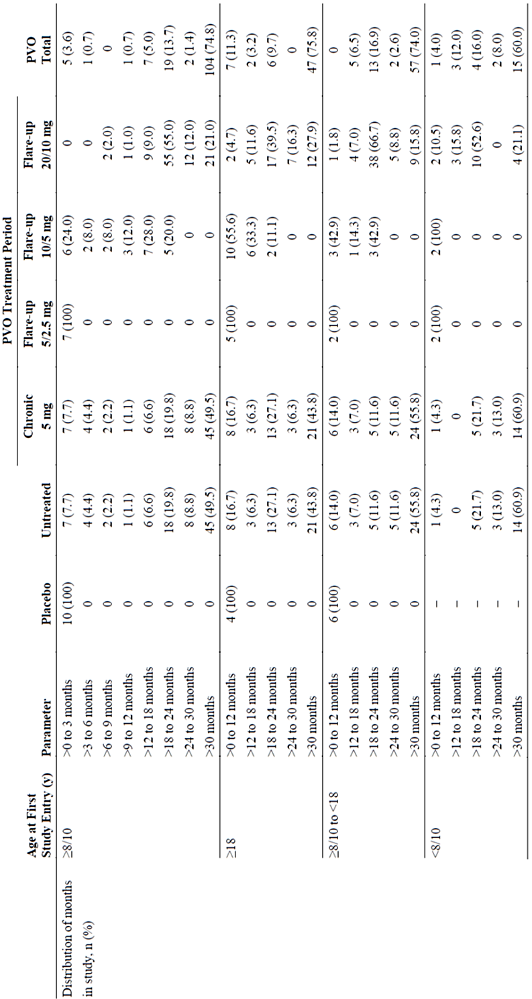 PVO Treatment Period
Age at First Study Entry (y) Parameter Placebo Untreated Chronic 5 mg Flare-up 5/2.5 mg Flare-up 10/5 mg Flare-up 20/10 mg PVO Total
Distribution of months in study, n (%) ≥8/10 >0 to 3 months 10 (100) 7 (7.7) 7 (7.7) 7 (100) 6 (24.0) 0 5 (3.6)
>3 to 6 months 0 4 (4.4) 4 (4.4) 0 2 (8.0) 0 1 (0.7)
>6 to 9 months 0 2 (2.2) 2 (2.2) 0 2 (8.0) 2 (2.0) 0
>9 to 12 months 0 1 (1.1) 1 (1.1) 0 3 (12.0) 1 (1.0) 1 (0.7)
>12 to 18 months 0 6 (6.6) 6 (6.6) 0 7 (28.0) 9 (9.0) 7 (5.0)
>18 to 24 months 0 18 (19.8) 18 (19.8) 0 5 (20.0) 55 (55.0) 19 (13.7)
>24 to 30 months 0 8 (8.8) 8 (8.8) 0 0 12 (12.0) 2 (1.4)
>30 months 0 45 (49.5) 45 (49.5) 0 0 21 (21.0) 104 (74.8)
≥18 >0 to 12 months 4 (100) 8 (16.7) 8 (16.7) 5 (100) 10 (55.6) 2 (4.7) 7 (11.3)
>12 to 18 months 0 3 (6.3) 3 (6.3) 0 6 (33.3) 5 (11.6) 2 (3.2)
>18 to 24 months 0 13 (27.1) 13 (27.1) 0 2 (11.1) 17 (39.5) 6 (9.7)
>24 to 30 months 0 3 (6.3) 3 (6.3) 0 0 7 (16.3) 0
>30 months 0 21 (43.8) 21 (43.8) 0 0 12 (27.9) 47 (75.8)
≥8/10 to <18 >0 to 12 months 6 (100) 6 (14.0) 6 (14.0) 2 (100) 3 (42.9) 1 (1.8) 0
>12 to 18 months 0 3 (7.0) 3 (7.0) 0 1 (14.3) 4 (7.0) 5 (6.5)
>18 to 24 months 0 5 (11.6) 5 (11.6) 0 3 (42.9) 38 (66.7) 13 (16.9)
>24 to 30 months 0 5 (11.6) 5 (11.6) 0 0 5 (8.8) 2 (2.6)
>30 months 0 24 (55.8) 24 (55.8) 0 0 9 (15.8) 57 (74.0)
<8/10 >0 to 12 months – 1 (4.3) 1 (4.3) 2 (100) 2 (100) 2 (10.5) 1 (4.0)
>12 to 18 months – 0 0 0 0 3 (15.8) 3 (12.0)
>18 to 24 months – 5 (21.7) 5 (21.7) 0 0 10 (52.6) 4 (16.0)
>24 to 30 months – 3 (13.0) 3 (13.0) 0 0 0 2 (8.0)
>30 months – 14 (60.9) 14 (60.9) 0 0 4 (21.1) 15 (60.0)